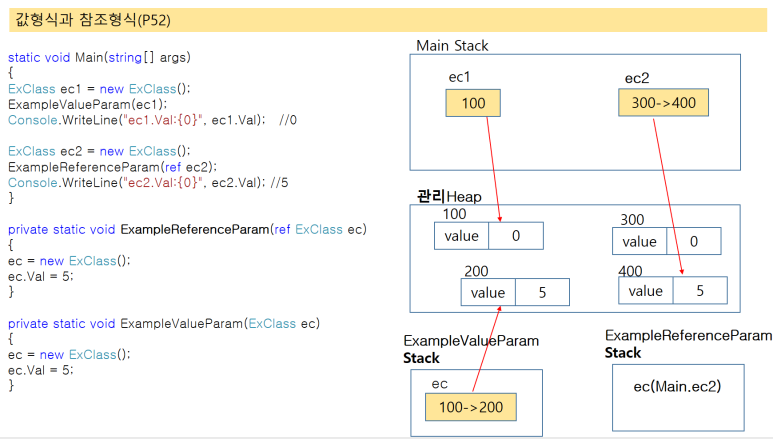 값형식과 참조형식(P52)
static void Main(string[] args)
{
ExClass ec1 = new ExClass();
ExampleValueParam(ec1);
Console.WriteLine("ec1.Val:{0}", ec1.Val);   //0
ExClass ec2 = new ExClass();
ExampleReferenceParam(ref ec2);
Console.WriteLine("ec2.Val:{0}", ec2.Val); //5
}
private static void ExampleReferenceParam(ref ExClass ec)
{
ec = new ExClass();
ec.Val = 5;
}
private static void ExampleValueParam(ExClass ec)
{
ec = new ExClass();
ec.Val = 5;
}
Main Stack
ec1
ec2
100
300->400
관리Heap
100
300
value 0
value 0
200
400
value 5
value 5
ExampleValueParam
Stack
ExampleReferenceParam
Stack
ec
100->200
ec(Main.ec2)